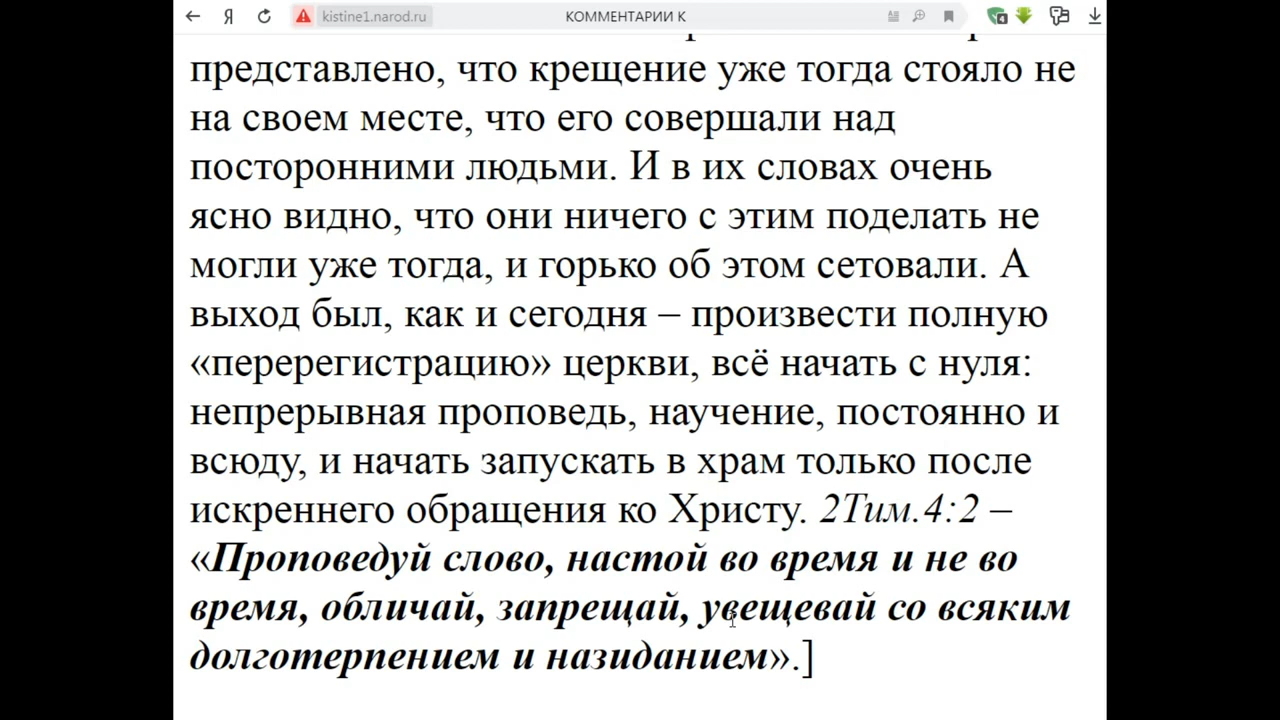 kistine1.narod.ru
КОММЕНТАРИИ К
представлено, что крещение уже тогда стояло не
на своем месте, что его совершали над
посторонними людьми. И в их словах очень
ясно видно, что они ничего с этим поделать не
могли уже тогда, и горько об этом сетовали. А
выход был, как и сегодня – произвести полную
«перерегистрацию» церкви, всё начать с нуля:
непрерывная проповедь, научение, постоянно и
всюду, и начать запускать в храм только после
искреннего обращения ко Христу. 2Тим.4:2 –
«Проповедуй слово, настой во время и не во
время, обличай, запрещай, увещевай со всяким
долготерпением и назиданием».]